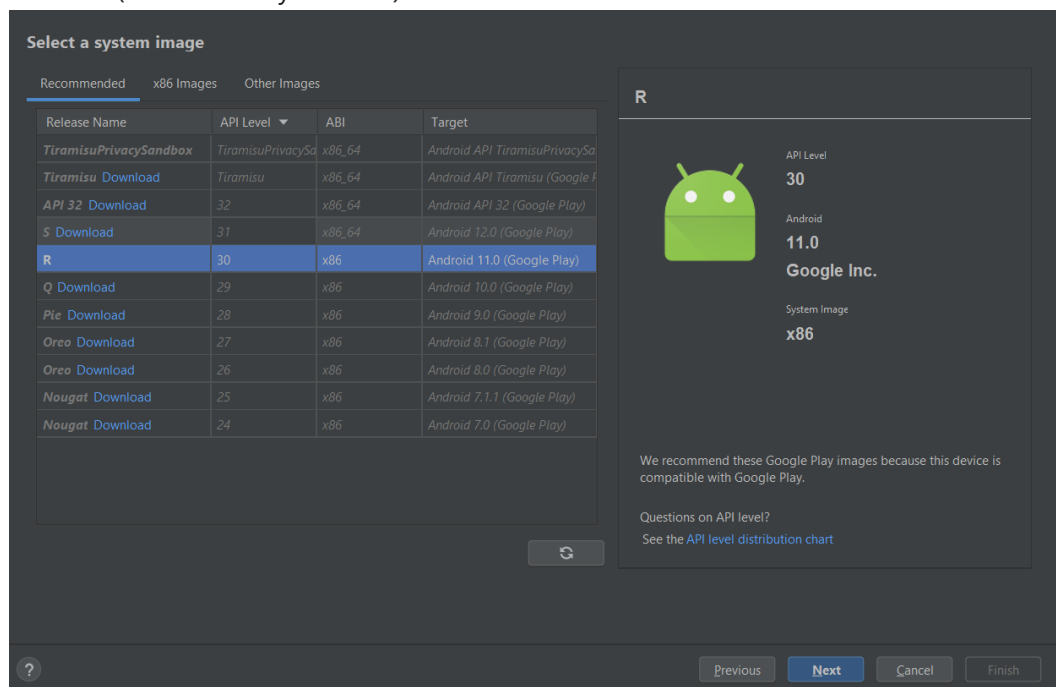 Select a system image
Recommended x86 Images Other Images
Release Name API Level ABI Target
TiramisuPrivacySandbox TiramisuPrivacySa x86_64 Android API TiramisuPrivacySa
Tiramisu Download Tiramisu x86_64 Android API Tiramisu (Google P
API 32 Download 32 x86_64 Android API 32 (Google Play)
S Download 31 x86_64 Android 12.0 (Google Play)
R 30 x86 Android 11.0 (Google Play)
Q Download 29 x86 Android 10.0 (Google Play)
Pie Download 28 x86 Android 9.0 (Google Play)
Oreo Download 27 x86 Android 8.1 (Google Play)
Oreo Download 26 x86 Android 8.0 (Google Play)
Nougat Download 25 x86 Android 7.1.1 (Google Play)
Nougat Download 24 x86 Android 7.0 (Google Play)
R
API Level
30
Android
11.0
Google Inc.
System Image
x86
We recommend these Google Play images because this device is
compatible with Google Play.
Questions on API level?
See the API level distribution chart
? Previous Next Cancel Finish